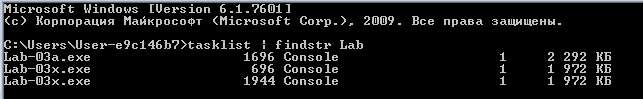 Microsoft Windows [Version 6.1.7601]
(c) Корпорация Майкрософт (Microsoft Corp.), 2009. Все права защищены.
C:\Users\User-e9c146b7>tasklist | findstr Lab
Lab-03a.exe 1696 Console 1 2 292 КБ
Lab-03x.exe 696 Console 1 1 972 КБ
Lab-03x.exe 1944 Console 1 1 972 КБ